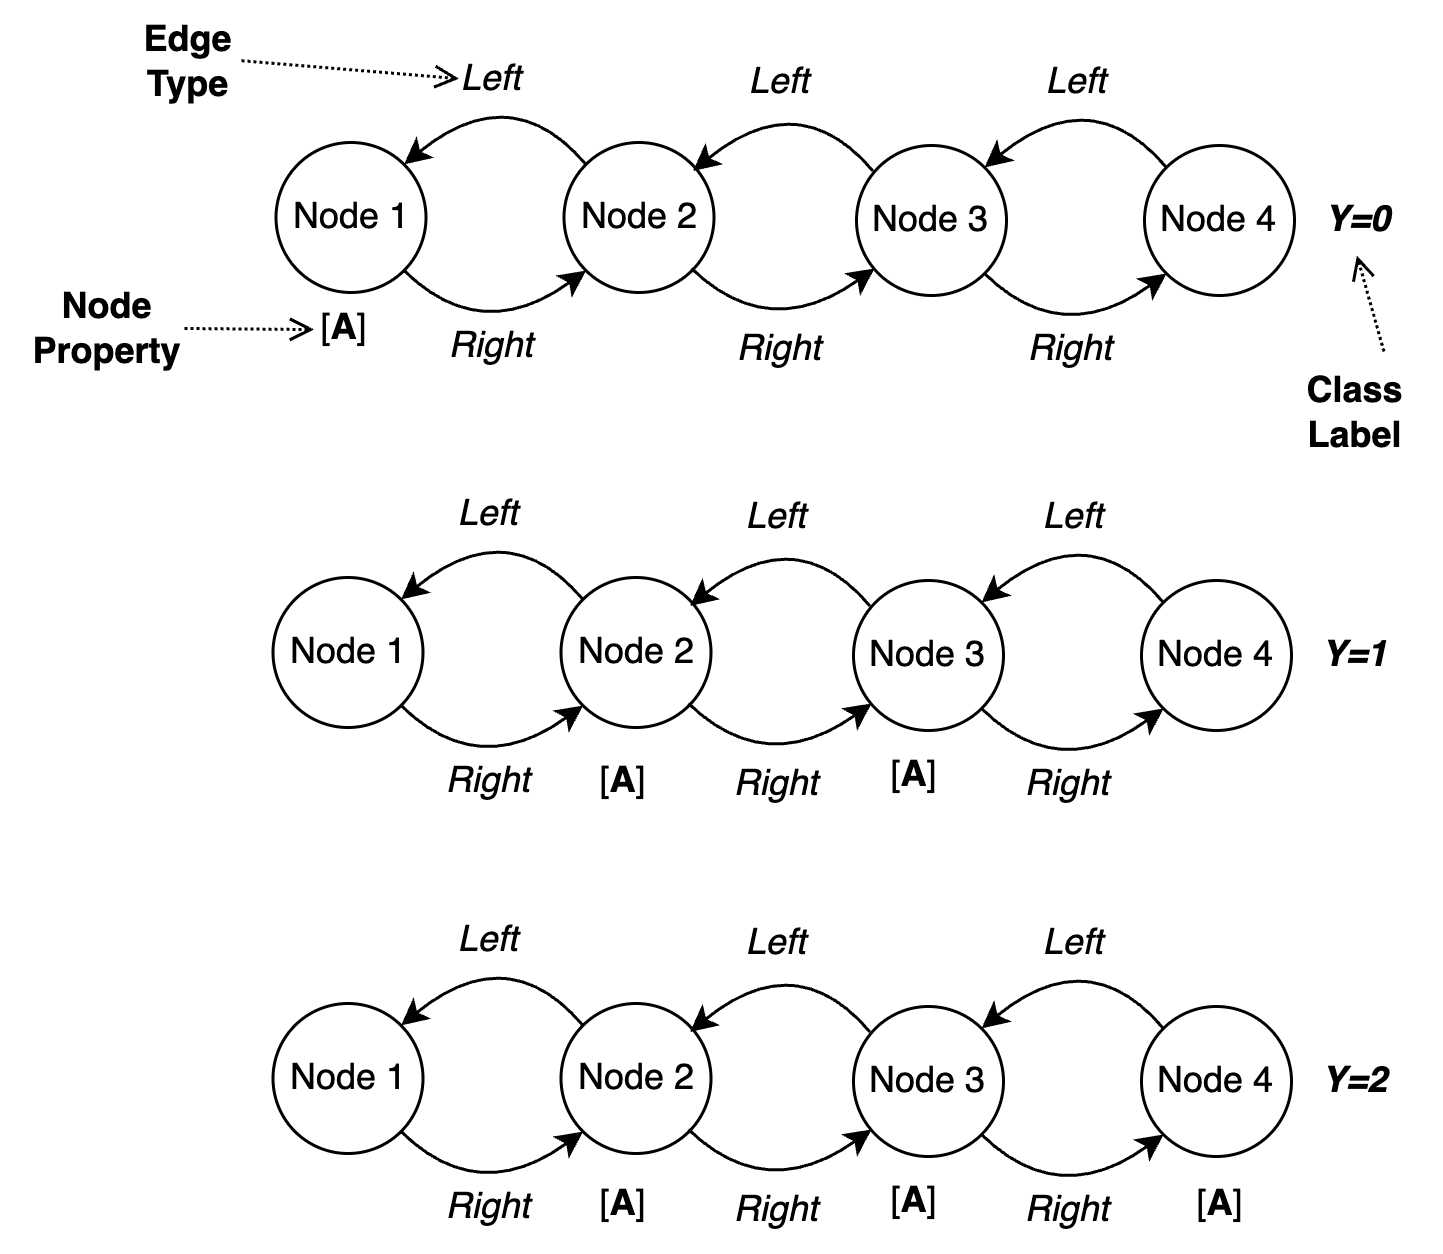 Edge
Type
Left
Left
Left
Node 1
Node 2
Node 3
Node 4
Y=0
Node
Property
[A]
Right
Right
Right
Class
Label
Left
Left
Left
Node 1
Node 2
Node 3
Node 4
Y=1
Right
[A]
Right
[A]
Right
Left
Left
Left
Node 1
Node 2
Node 3
Node 4
Y=2
Right
[A]
Right
[A]
Right
[A]